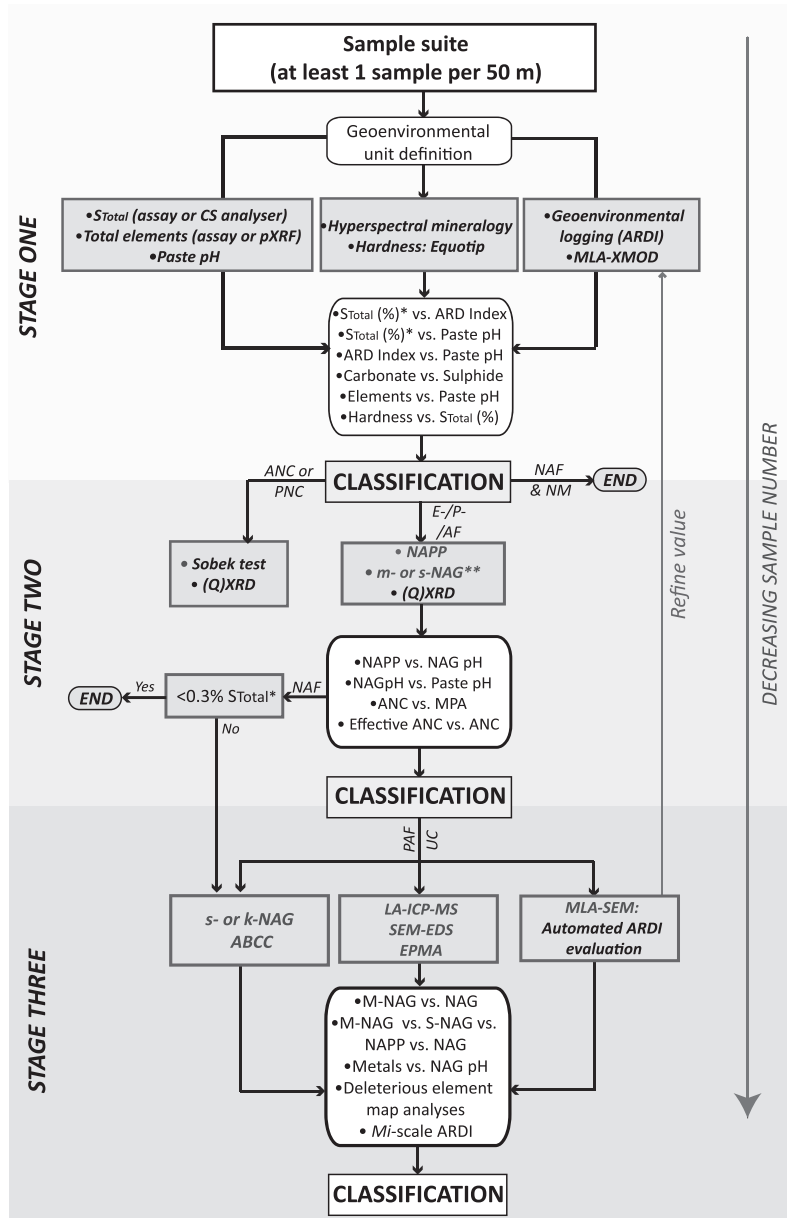 Sample suite
(at least 1 sample per 50 m)
Geoenvironmental
unit definition
STAGE ONE
•STotal (assay or CS analyser)
•Total elements (assay or pXRF)
•Paste pH
•Hyperspectral mineralogy
•Hardness: Equotip
•Geoenvironmental
logging (ARDI)
•MLA-XMOD
•STotal (%)* vs. ARD Index
•STotal (%)* vs. Paste pH
•ARD Index vs. Paste pH
•Carbonate vs. Sulphide
•Elements vs. Paste pH
•Hardness vs. STotal (%)
ANC or
PNC
CLASSIFICATION
NAF
& NM
END
E-/P-
/AF
STAGE TWO
• Sobek test
• (Q)XRD
• NAPP
• m- or s-NAG**
• (Q)XRD
Refine value
DECREASING SAMPLE NUMBER
•NAPP vs. NAG pH
•NAGpH vs. Paste pH
•ANC vs. MPA
• Effective ANC vs. ANC
NAF
<0.3% STotal*
Yes
END
No
CLASSIFICATION
PAF
UC
STAGE THREE
s- or k-NAG
ABCC
LA-ICP-MS
SEM-EDS
EPMA
MLA-SEM:
Automated ARDI
evaluation
•M-NAG vs. NAG
•M-NAG vs. S-NAG vs.
NAPP vs. NAG
•Metals vs. NAG pH
•Deleterious element
map analyses
• Mi-scale ARDI
CLASSIFICATION